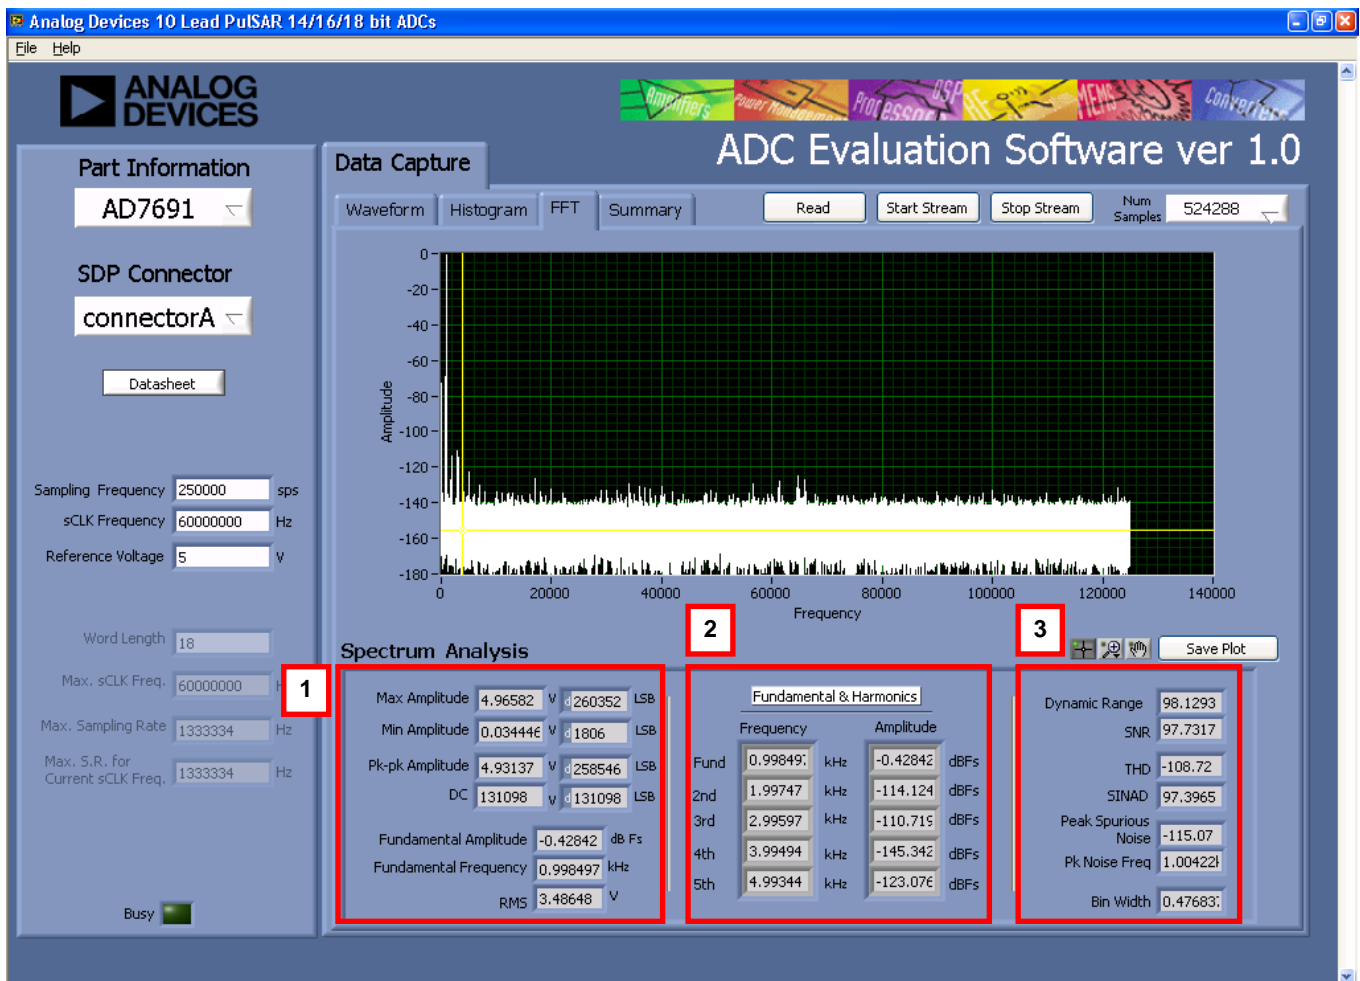 Analog Devices 10 Lead PulSAR 14/16/18 bit ADCs
File Help
ANALOG DEVICES
Amplifiers Power Management Processors DSP RF MEMS Converters
ADC Evaluation Software ver 1.0
Part Information
AD7691
SDP Connector
connectorA
Datasheet
Sampling Frequency 250000 sps
sCLK Frequency 60000000 Hz
Reference Voltage 5 V
Word Length 18
Max. sCLK Freq. 60000000
Max. Sampling Rate 1333334 Hz
Max. S.R. for
Current sCLK Freq. 1333334 Hz
Busy
Data Capture
Waveform Histogram FFT Summary
Read Start Stream Stop Stream
Num Samples 524288
Amplitude
0
-20
-40
-60
-80
-100
-120
-140
-160
-180
0 20000 40000 60000 80000 100000 120000 140000
Frequency
1
2
3
Save Plot
Spectrum Analysis
Max Amplitude 4.96582 V d 260352 LSB
Min Amplitude 0.03444 V d 1806 LSB
Pk-pk Amplitude 4.93137 V d 258546 LSB
DC 131098 V d 131098 LSB
Fundamental Amplitude -0.42842 dB Fs
Fundamental Frequency 0.998497 kHz
RMS 3.48648 V
Fundamental & Harmonics
Frequency Amplitude
Fund 0.99849 kHz -0.42842 dBFs
2nd 1.99747 kHz -114.124 dBFs
3rd 2.99597 kHz -110.719 dBFs
4th 3.99494 kHz -145.342 dBFs
5th 4.99344 kHz -123.076 dBFs
Dynamic Range 98.1293
SNR 97.7317
THD -108.72
SINAD 97.3965
Peak Spurious
Noise -115.07
Pk Noise Freq 1.00422
Bin Width 0.47683